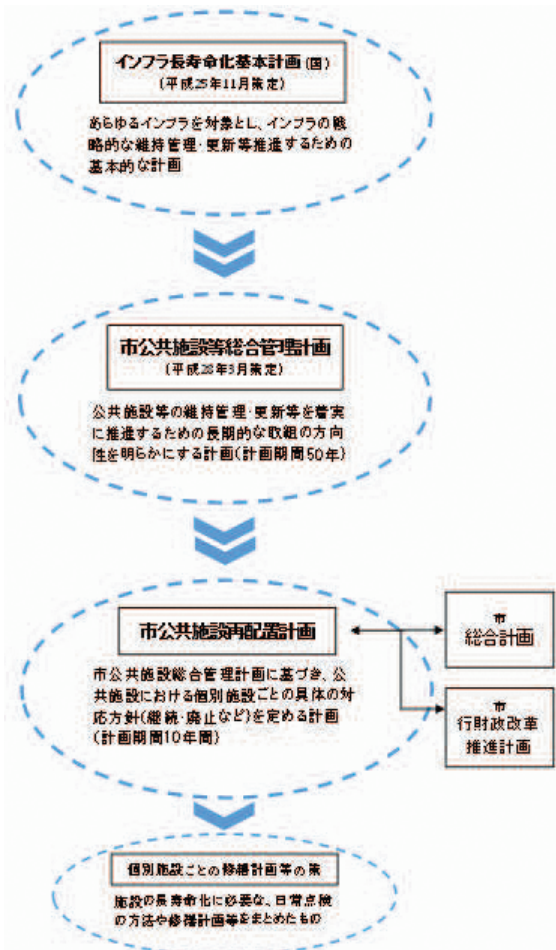 インフラ長寿命化基本計画(国)
(平成25年11月策定)
あらゆるインフラを対象とし、インフラの戦
略的な維持管理・更新等推進するための
基本的な計画
市公共施設等総合管理計画
(平成28年3月策定)
公共施設等の維持管理・更新等を着実
に推進するための長期的な取組の方向
性を明らかにする計画(計画期間50年)
市公共施設再配置計画
市公共施設総合管理計画に基づき、公
共施設における個別施設ごとの具体の対
応方針(継続・廃止など)を定める計画
(計画期間10年間)
市
総合計画
市
行財政改革
推進計画
個別施設ごとの修繕計画等の策
施設の長寿命化に必要な、日常点検
の方法や修繕計画等をまとめたもの